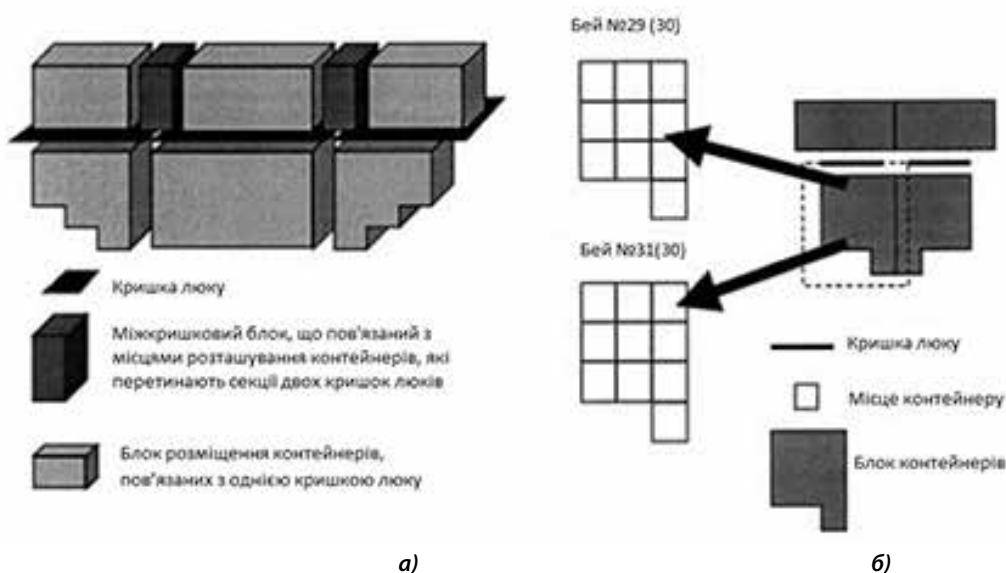 Бей №29 (30)
Бей №31(30)
Кришка люку
Міжкришковий блок, що пов'язаний з
місцями розташування контейнерів, які
перетинають секції двох кришок люків
Блок розміщення контейнерів,
пов'язаних з однією кришкою люку
Кришка люку
Місце контейнеру
Блок контейнерів
а)
б)